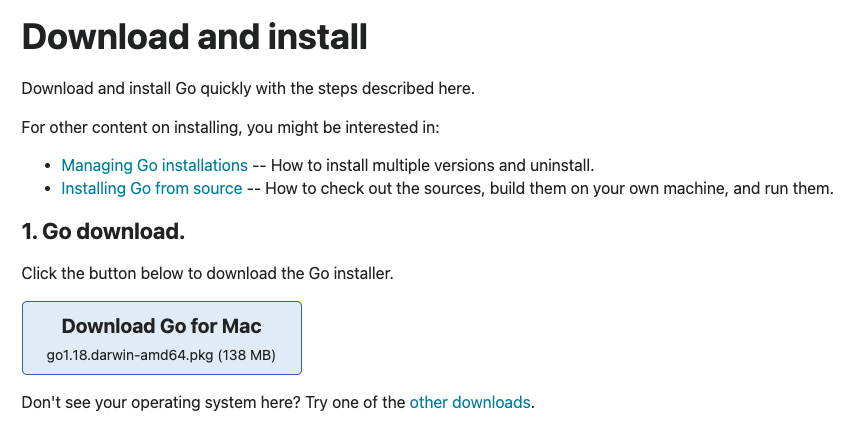 Download and install
Download and install Go quickly with the steps described here.
For other content on installing, you might be interested in:
• Managing Go installations -- How to install multiple versions and uninstall.
• Installing Go from source -- How to check out the sources, build them on your own machine, and run them.
1. Go download.
Click the button below to download the Go installer.
Download Go for Mac
go1.18.darwin-amd64.pkg (138 MB)
Don't see your operating system here? Try one of the other downloads.